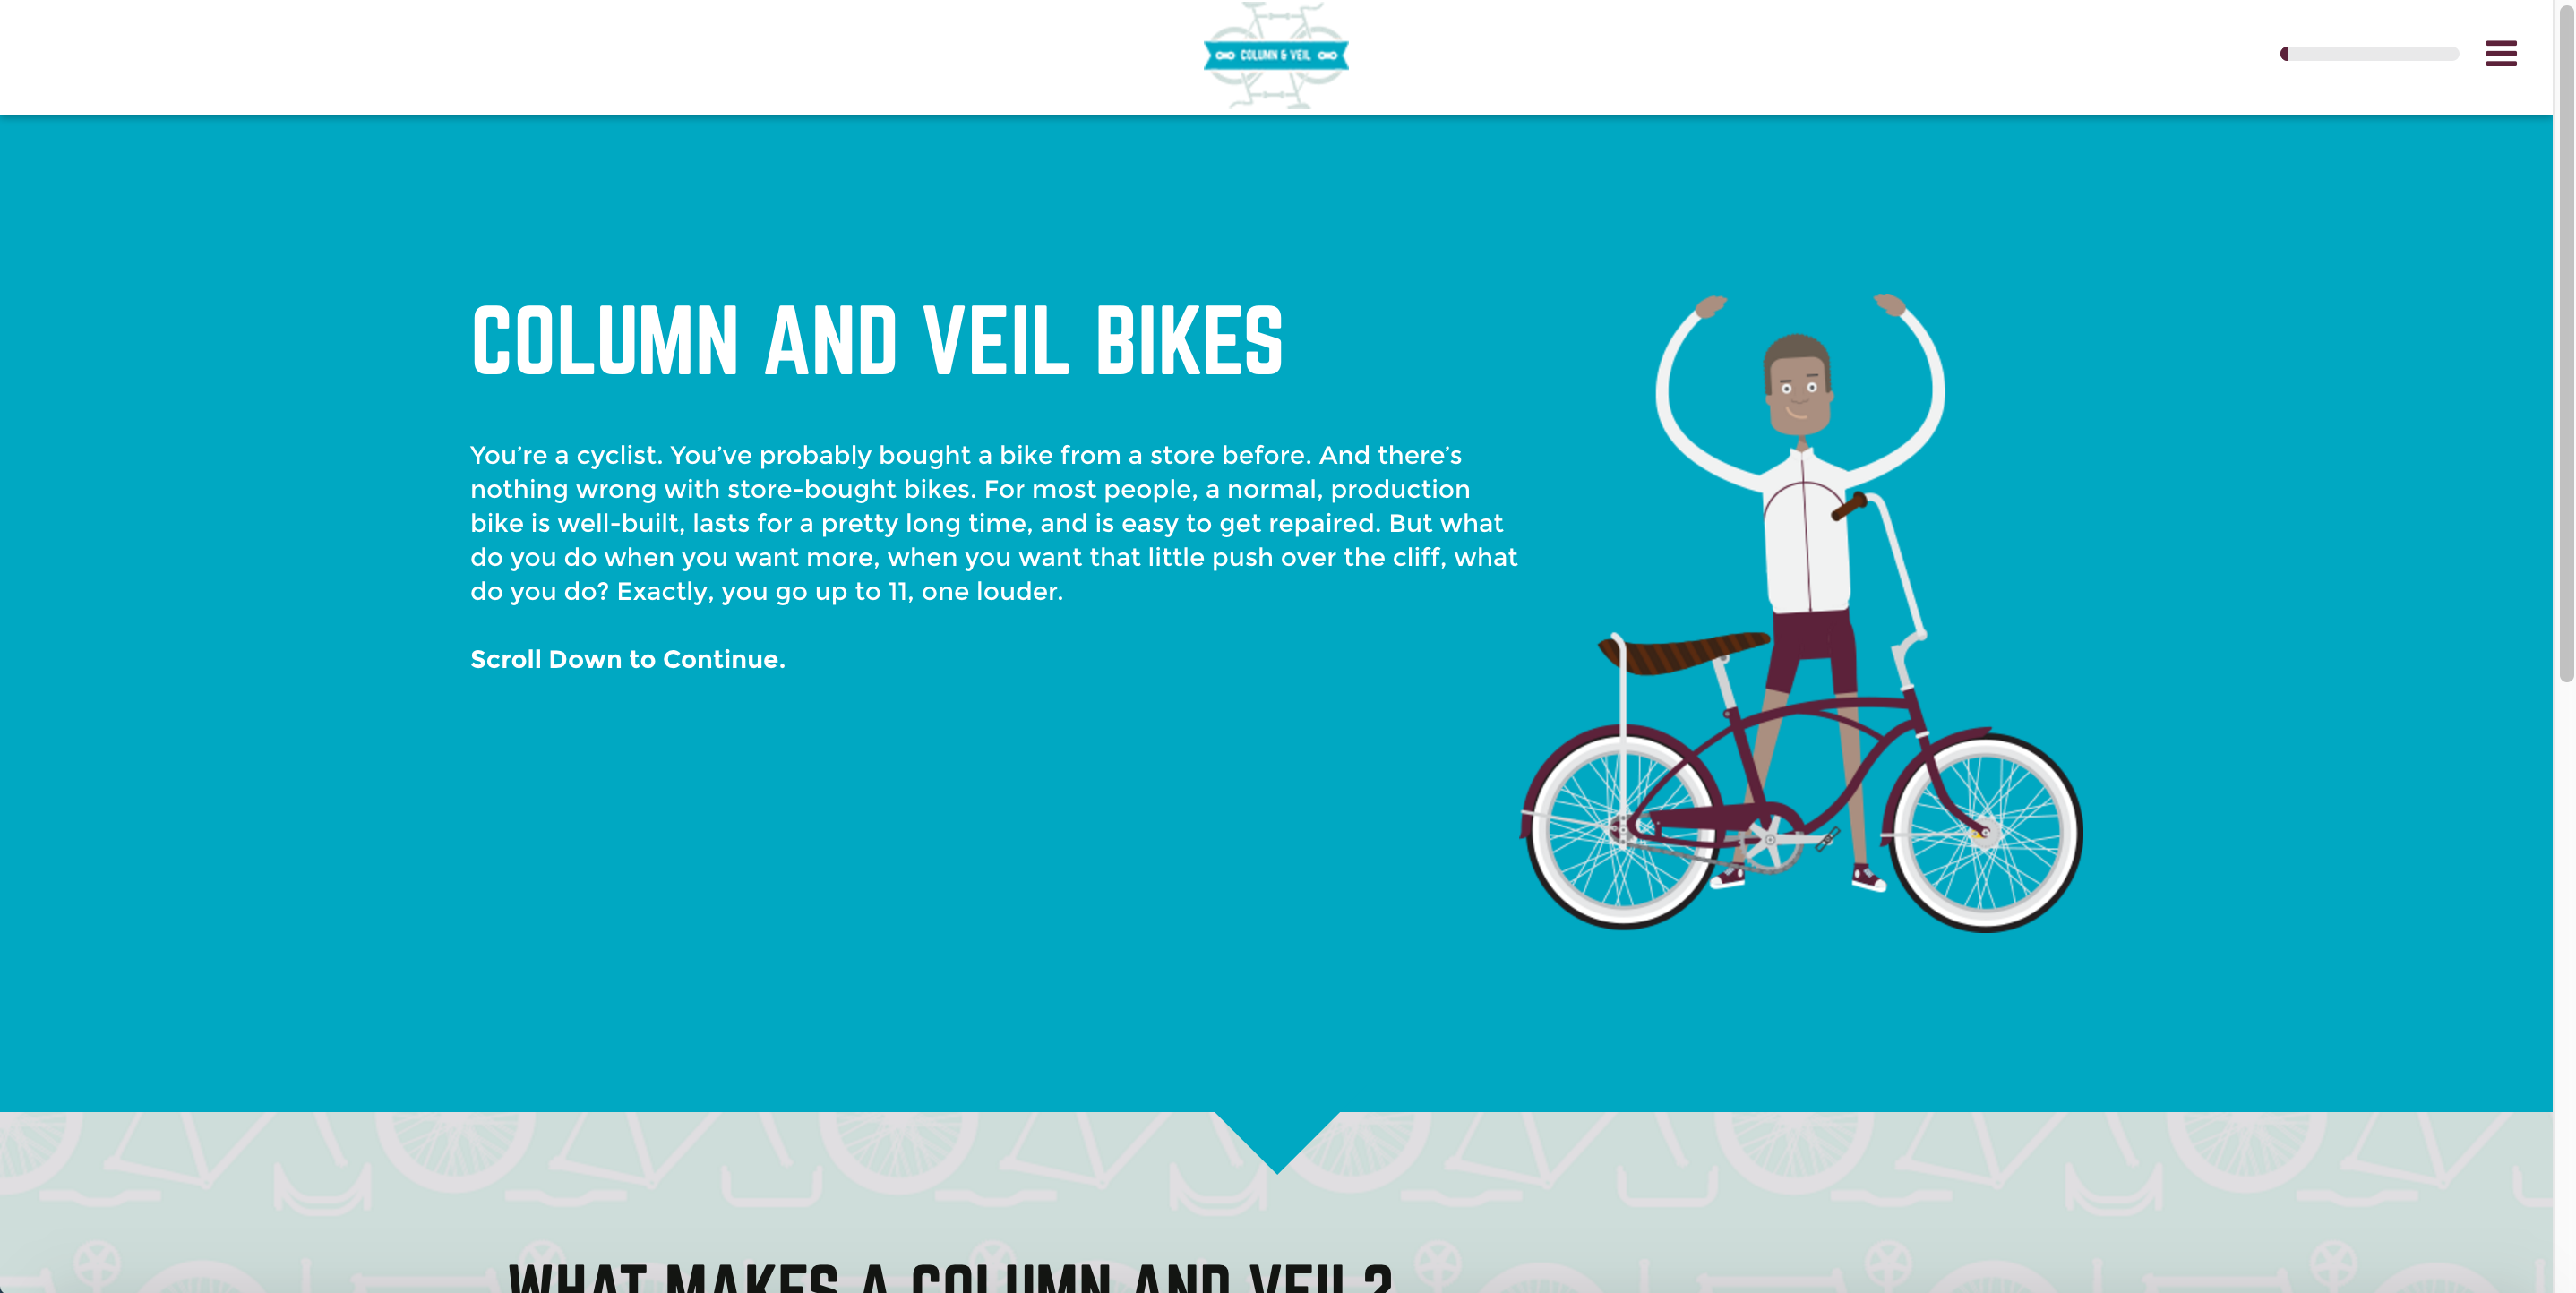 COLUMN & VEIL
COLUMN AND VEIL BIKES
You’re a cyclist. You’ve probably bought a bike from a store before. And there’s
nothing wrong with store-bought bikes. For most people, a normal, production
bike is well-built, lasts for a pretty long time, and is easy to get repaired. But what
do you do when you want more, when you want that little push over the cliff, what
do you do? Exactly, you go up to 11, one louder.
Scroll Down to Continue.
WHAT MAKES A COLUMN AND VEIL?